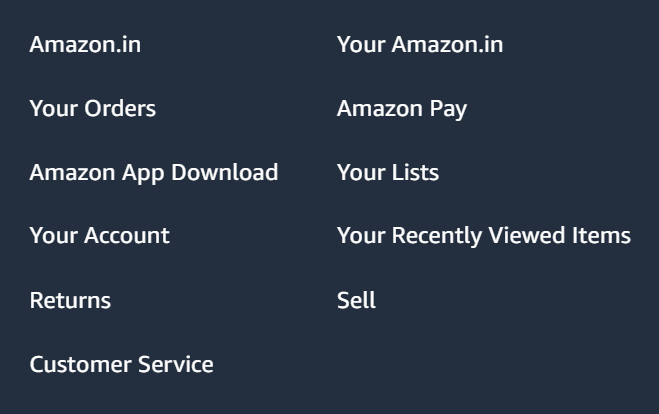 Amazon.in
Your Amazon.in
Your Orders
Amazon Pay
Amazon App Download
Your Lists
Your Account
Your Recently Viewed Items
Returns
Sell
Customer Service